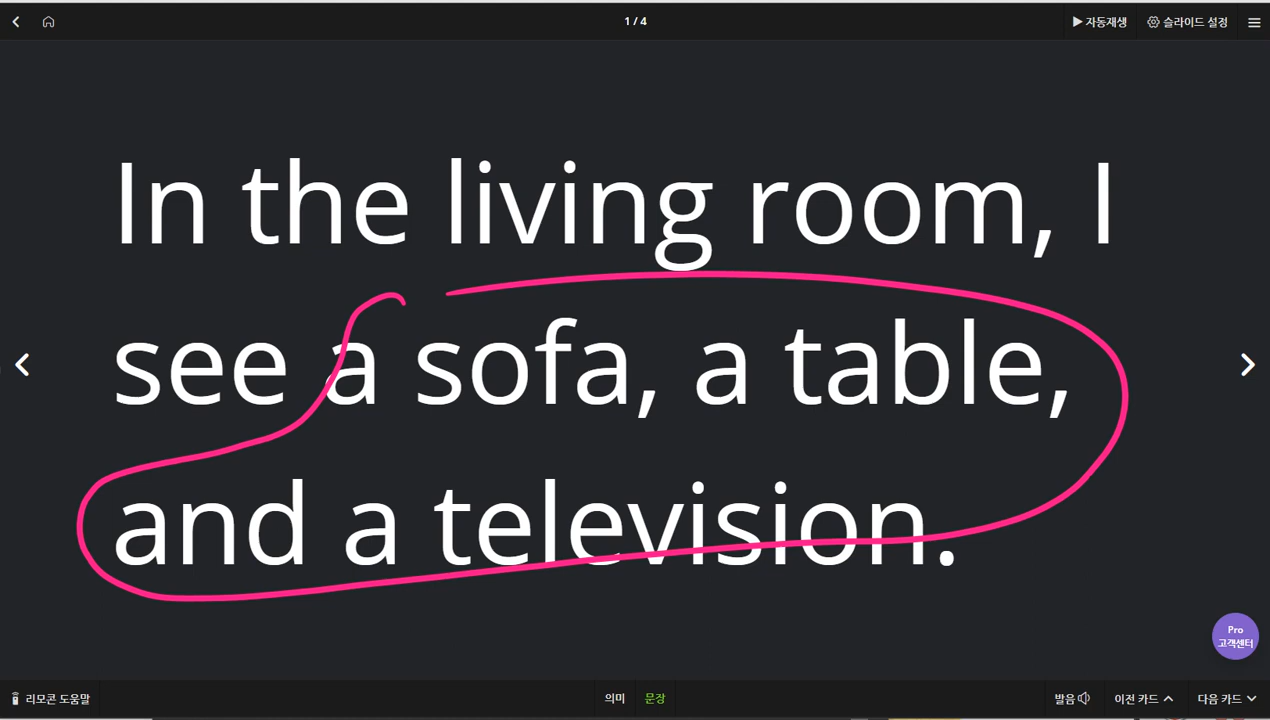 1 / 4
자동재생
슬라이드 설정
In the living room, I
see a sofa, a table,
and a television.
Pro
고객센터
리모콘 도움말
의미
문장
발음
이전 카드
다음 카드